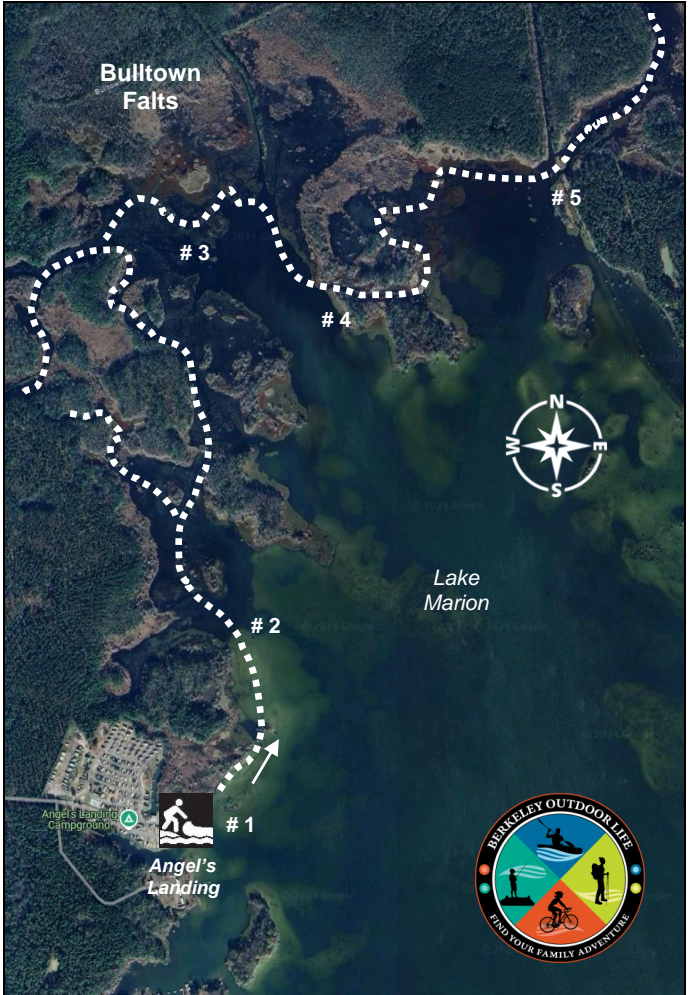 Bulltown
Falts
# 3
# 5
# 4
N
W E
S
Lake
Marion
# 2
Angel's Landing
Campground
# 1
Angel's
Landing
BERKELEY OUTDOOR LIFE
FIND YOUR FAMILY ADVENTURE